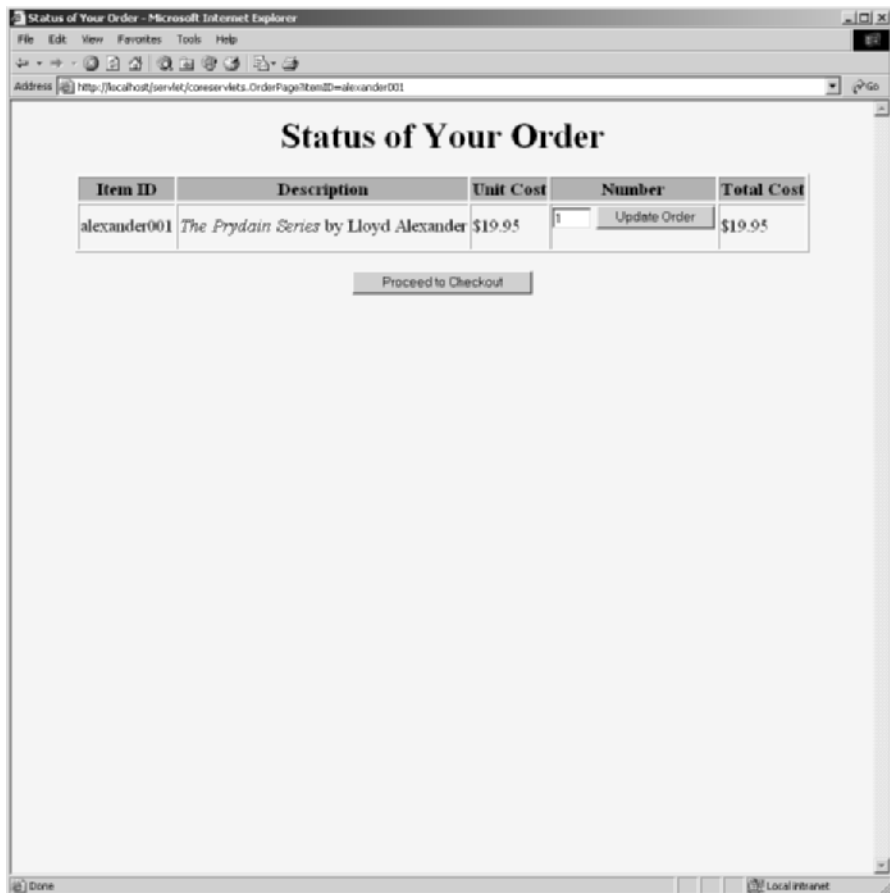 Status of Your Order - Microsoft Internet Explorer
File Edit View Favorites Tools Help
Address http://localhost/servlet/coreservlets.OrderPage?itemID=alexander001 Go
Status of Your Order
Item ID Description Unit Cost Number Total Cost
alexander001 The Prydain Series by Lloyd Alexander $19.95 1 Update Order $19.95
Proceed to Checkout
Done Local intranet